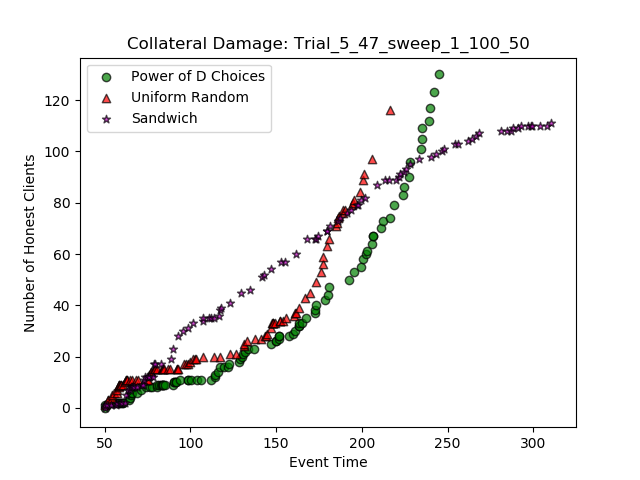 Collateral Damage: Trial_5_47_sweep_1_100_50
Power of D Choices
Uniform Random
Sandwich
Number of Honest Clients
120
100
80
60
40
20
0
50 100 150 200 250 300
Event Time